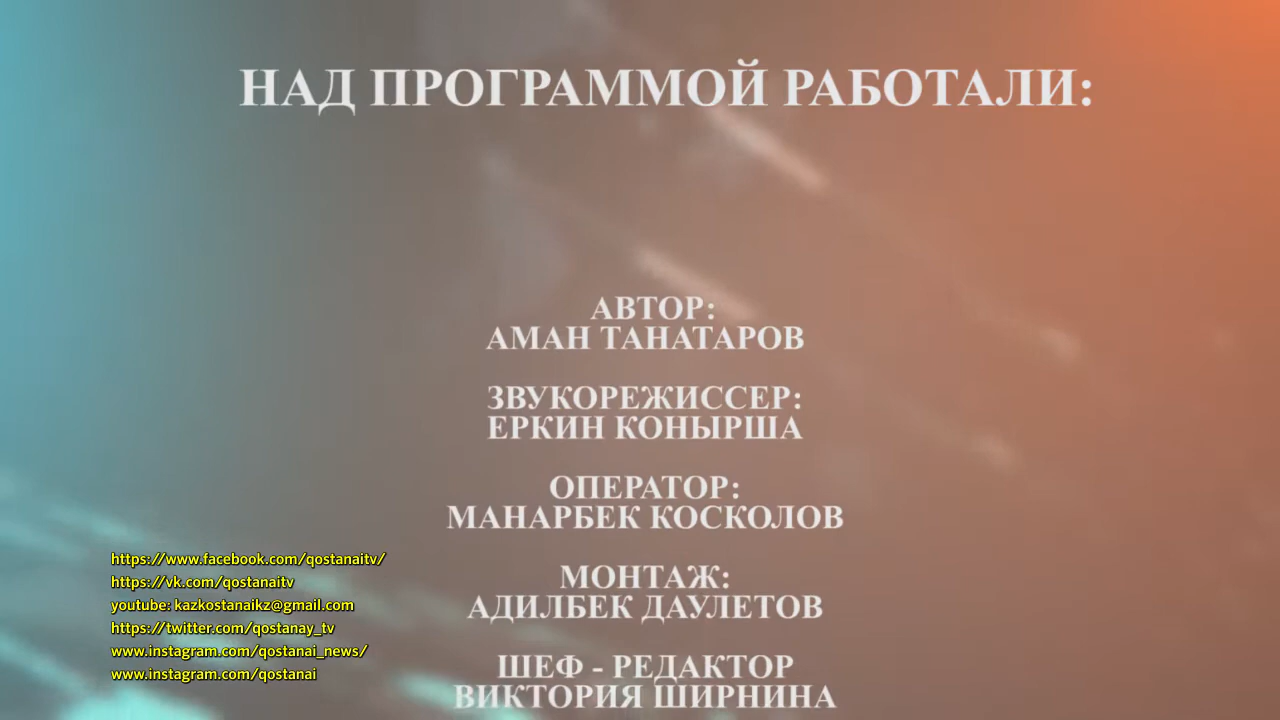 НАД ПРОГРАММОЙ РАБОТАЛИ:
АВТОР:
АМАН ТАНАТАРОВ
ЗВУКОРЕЖИССЕР:
ЕРКИН КОНЫРША
ОПЕРАТОР:
МАНАРБЕК КОСКОЛОВ
МОНТАЖ:
АДИЛБЕК ДАУЛЕТОВ
ШЕФ - РЕДАКТОР
ВИКТОРИЯ ШИРНИНА
https://www.facebook.com/qostanaitv/
https://vk.com/qostanaitv
youtube: kazkostanaikz@gmail.com
https://twitter.com/qostanay_tv
www.instagram.com/qostanai_news/
www.instagram.com/qostanai